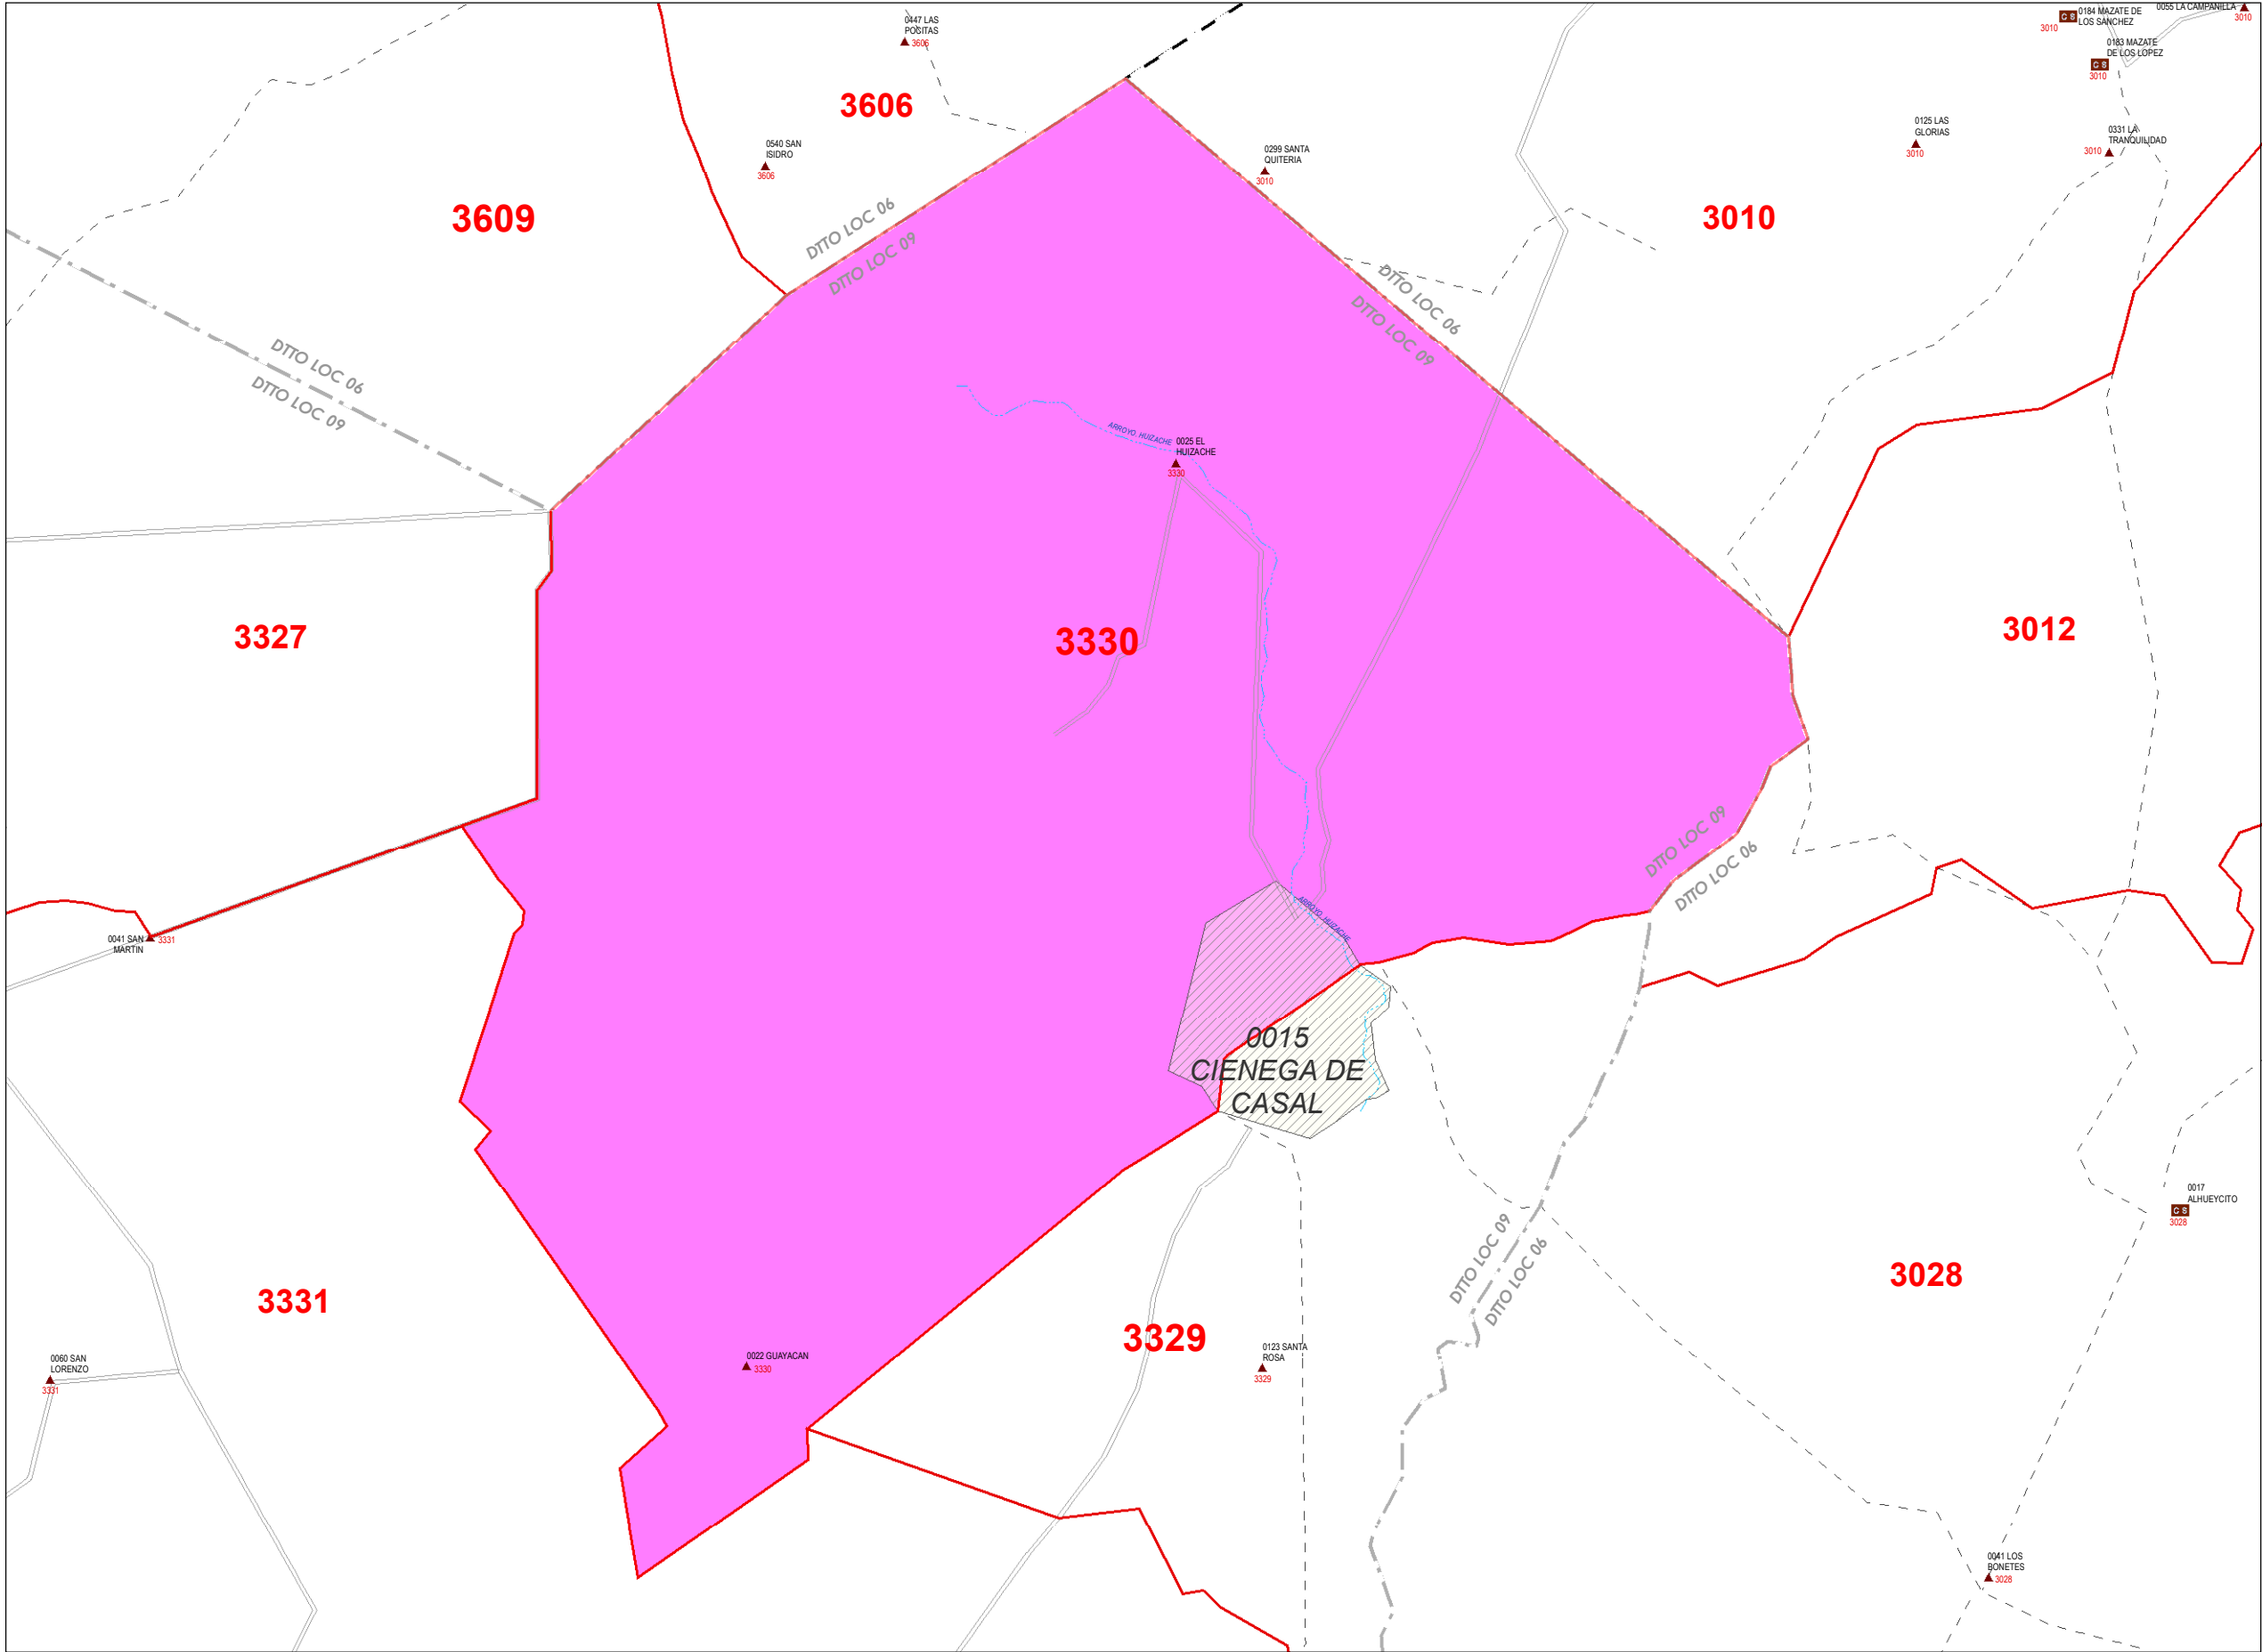 0447 LAS
POCITAS
3606
0184 MAZATE DE
LOS SANCHEZ
C S
3010
0055 LA CAMPANILLA
3010
0183 MAZATE
DE LOS LOPEZ
C S
3010
3606
0125 LAS
GLORIAS
3010
0331 LA
TRANQUILIDAD
3010
0540 SAN
ISIDRO
3606
0299 SANTA
QUITERIA
3010
3609
3010
DTTO LOC 06
DTTO LOC 09
DTTO LOC 06
DTTO LOC 09
DTTO LOC 06
DTTO LOC 09
ARROYO HUIZACHE
0025 EL
HUIZACHE
3330
3327
3330
3012
DTTO LOC 09
DTTO LOC 06
ARROYO HUIZACHE
0041 SAN
MARTIN
3331
0015
CIENEGA DE
CASAL
0017
ALHUEYCITO
C S
3028
DTTO LOC 09
DTTO LOC 06
3028
3331
3329
0060 SAN
LORENZO
3331
0022 GUAYACAN
3330
0123 SANTA
ROSA
3329
0041 LOS
BONETES
3028